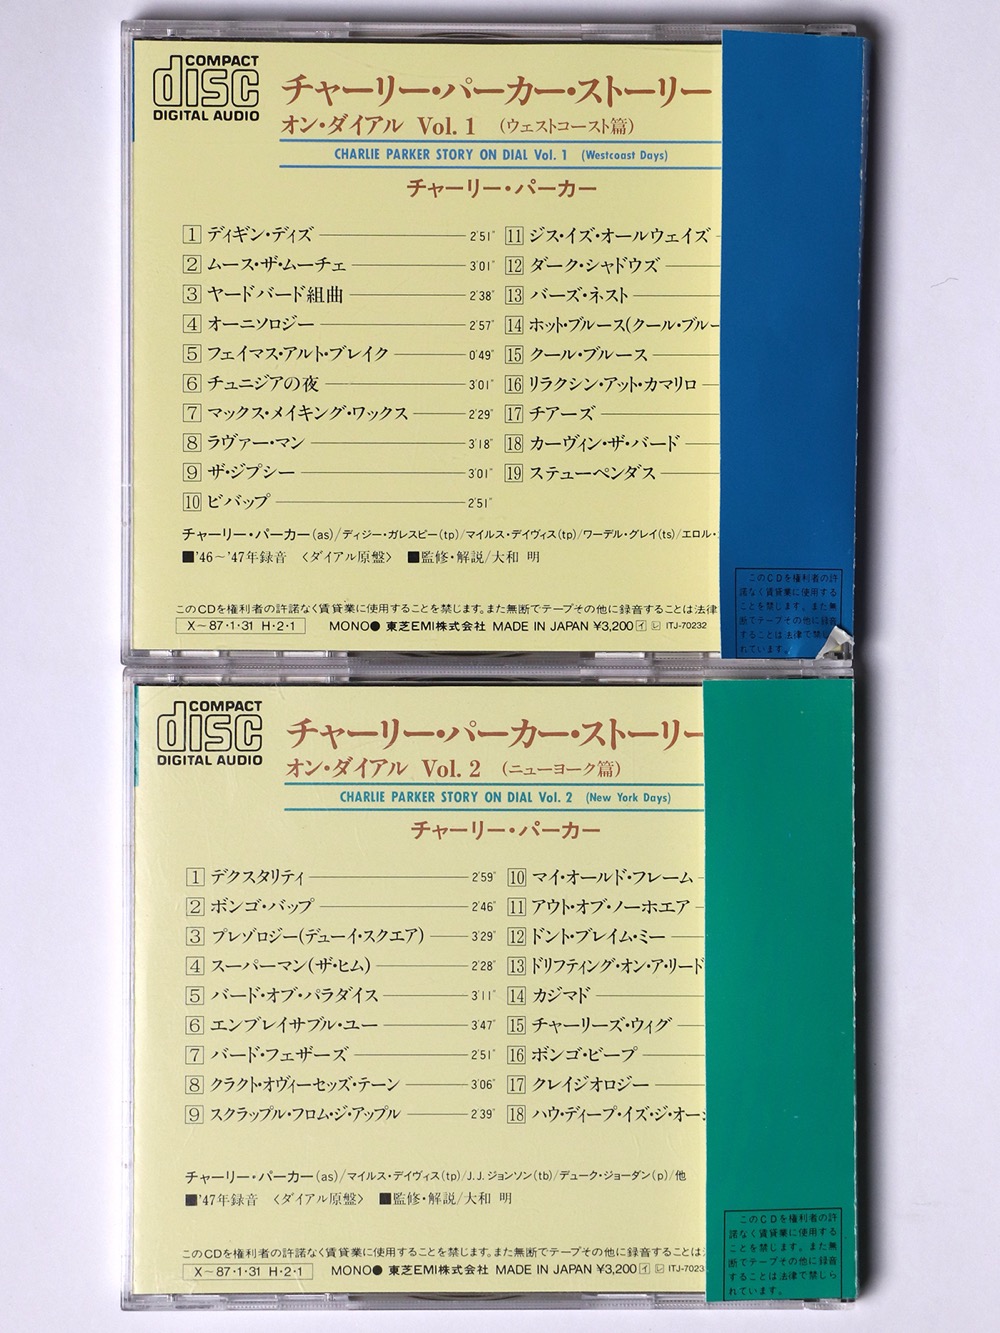 COMPACT
disc
DIGITAL AUDIO
チャーリー・パーカー・ストーリー
オン・ダイアル Vol. 1 (ウェストコースト篇)
CHARLIE PARKER STORY ON DIAL Vol. 1 (Westcoast Days)
チャーリー・パーカー
1 ディギン・ディズ 2'51"
2 ムース・ザ・ムーチェ 3'01"
3 ヤードバード組曲 2'38"
4 オーニソロジー 2'57"
5 フェイマス・アルト・ブレイク 0'49"
6 チュニジアの夜 3'01"
7 マックス・メイキング・ワックス 2'29"
8 ラヴァー・マン 3'18"
9 ザ・ジプシー 3'01"
10 ビバップ 2'51"
11 ジス・イズ・オールウェイズ
12 ダーク・シャドウズ
13 バーズ・ネスト
14 ホット・ブルース(クール・ブルー
15 クール・ブルース
16 リラクシン・アット・カマリロ
17 チアーズ
18 カーヴィン・ザ・バード
19 ステューペンダス
チャーリー・パーカー(as)/ディジー・ガレスピー(tp)/マイルス・デイヴィス(tp)/ワーデル・グレイ(ts)/エロル・
■'46〜'47年録音 〈ダイアル原盤〉 ■監修・解説/大和 明
このCDを権利者の許諾なく賃貸業に使用することを禁じます。また無断でテープその他に録音することは法律
X〜87・1・31 H・2・1 MONO● 東芝EMI株式会社 MADE IN JAPAN ¥3,200 イ レ ITJ-70232
このCDを権利者の許
諾なく賃貸業に使用する
ことを禁じます。また無
断でテープその他に録音
することは法律で禁じ
れています。
COMPACT
disc
DIGITAL AUDIO
チャーリー・パーカー・ストーリー
オン・ダイアル Vol. 2 (ニューヨーク篇)
CHARLIE PARKER STORY ON DIAL Vol. 2 (New York Days)
チャーリー・パーカー
1 デクスタリティ 2'59"
2 ボンゴ・バップ 2'46"
3 プレゾロジー(デューイ・スクエア) 3'29"
4 スーパーマン(ザ・ヒム) 2'28"
5 バード・オブ・パラダイス 3'11"
6 エンブレイサブル・ユー 3'47"
7 バード・フェザーズ 2'51"
8 クラクト・オヴィーセッズ・テーン 3'06"
9 スクラップル・フロム・ジ・アップル 2'39"
10 マイ・オールド・フレーム
11 アウト・オブ・ノーホエア
12 ドント・ブレイム・ミー
13 ドリフティング・オン・ア・リード
14 カジマド
15 チャーリーズ・ウィグ
16 ボンゴ・ビープ
17 クレイジオロジー
18 ハウ・ディープ・イズ・ジ・オー
チャーリー・パーカー(as)/マイルス・デイヴィス(tp)/J.J.ジョンソン(tb)/デューク・ジョーダン(p)/他
■'47年録音 〈ダイアル原盤〉 ■監修・解説/大和 明
このCDを権利者の許諾なく賃貸業に使用することを禁じます。また無断でテープその他に録音することは
X〜87・1・31 H・2・1 MONO● 東芝EMI株式会社 MADE IN JAPAN ¥3,200 イ レ ITJ-7023
このCDを権利者の許
諾なく賃貸業に使用する
ことを禁じます。また無
断でテープその他に録音
することは法律で禁じら
れています。